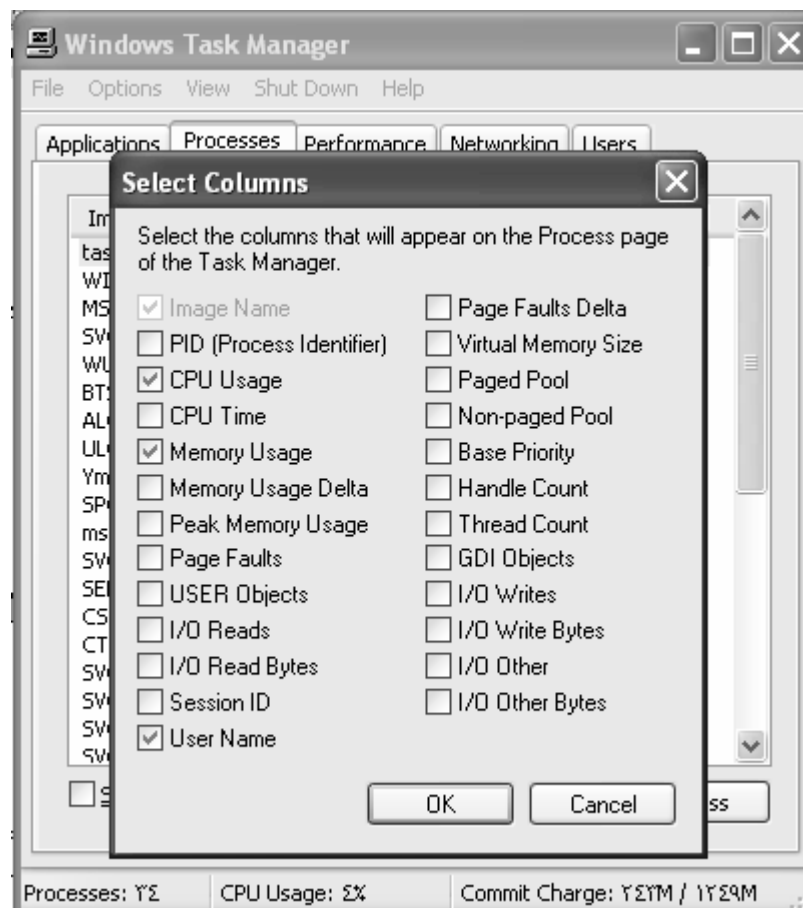 Windows Task Manager
File Options View Shut Down Help
Applications Processes Performance Networking Users
Select Columns
Select the columns that will appear on the Process page
of the Task Manager.
Image Name
PID (Process Identifier)
CPU Usage
CPU Time
Memory Usage
Memory Usage Delta
Peak Memory Usage
Page Faults
USER Objects
I/O Reads
I/O Read Bytes
Session ID
User Name
Page Faults Delta
Virtual Memory Size
Paged Pool
Non-paged Pool
Base Priority
Handle Count
Thread Count
GDI Objects
I/O Writes
I/O Write Bytes
I/O Other
I/O Other Bytes
OK Cancel
Processes: ٣٤ CPU Usage: ٤% Commit Charge: ٢٤٣M / ١٢٤٩M